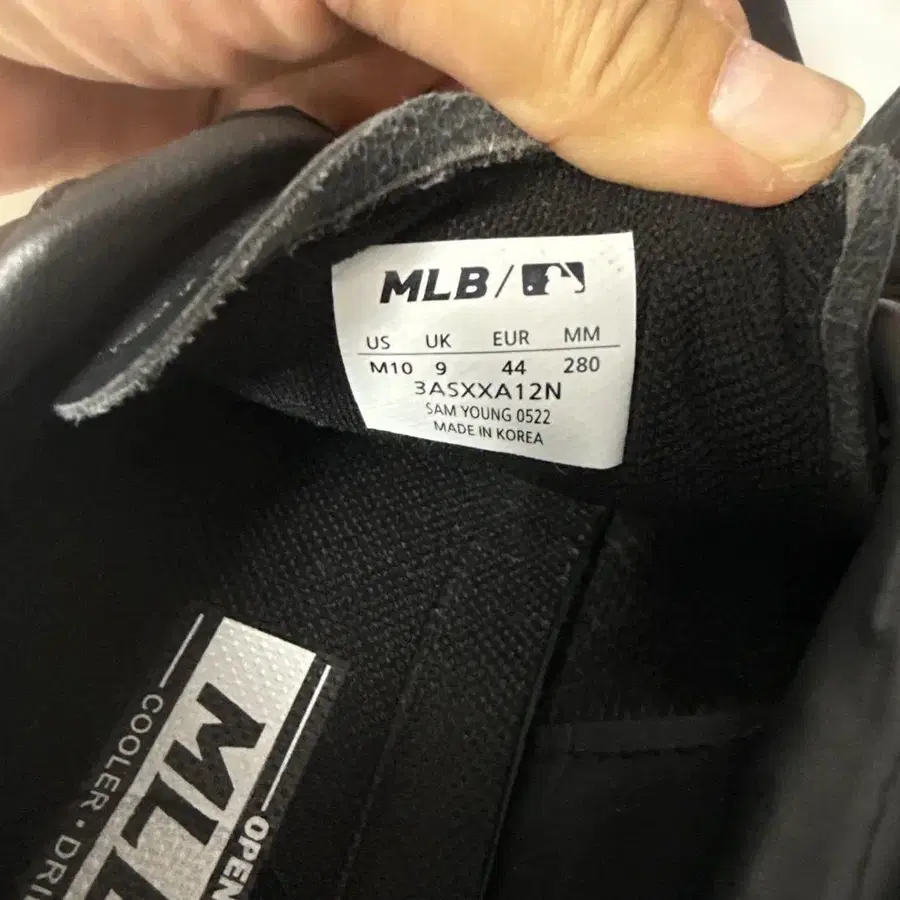 MLB/
US UK EUR MM
M10 9 44 280
3ASXXA12N
SAM YOUNG 0522
MADE IN KOREA
COOLER • DRI
OPEN